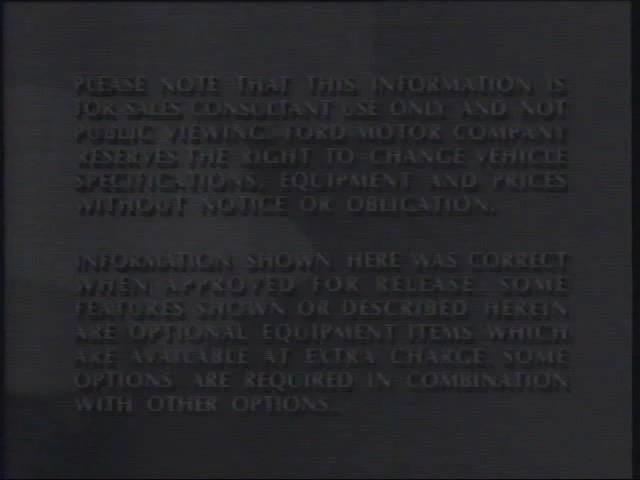 PLEASE NOTE THAT THIS INFORMATION IS
FOR SALES CONSULTANT USE ONLY AND NOT
PUBLIC VIEWING. FORD MOTOR COMPANY
RESERVES THE RIGHT TO CHANGE VEHICLE
SPECIFICATIONS, EQUIPMENT AND PRICES
WITHOUT NOTICE OR OBLIGATION.
INFORMATION SHOWN HERE WAS CORRECT
WHEN APPROVED FOR RELEASE. SOME
FEATURES SHOWN OR DESCRIBED HEREIN
ARE OPTIONAL EQUIPMENT ITEMS WHICH
ARE AVAILABLE AT EXTRA CHARGE. SOME
OPTIONS ARE REQUIRED IN COMBINATION
WITH OTHER OPTIONS.